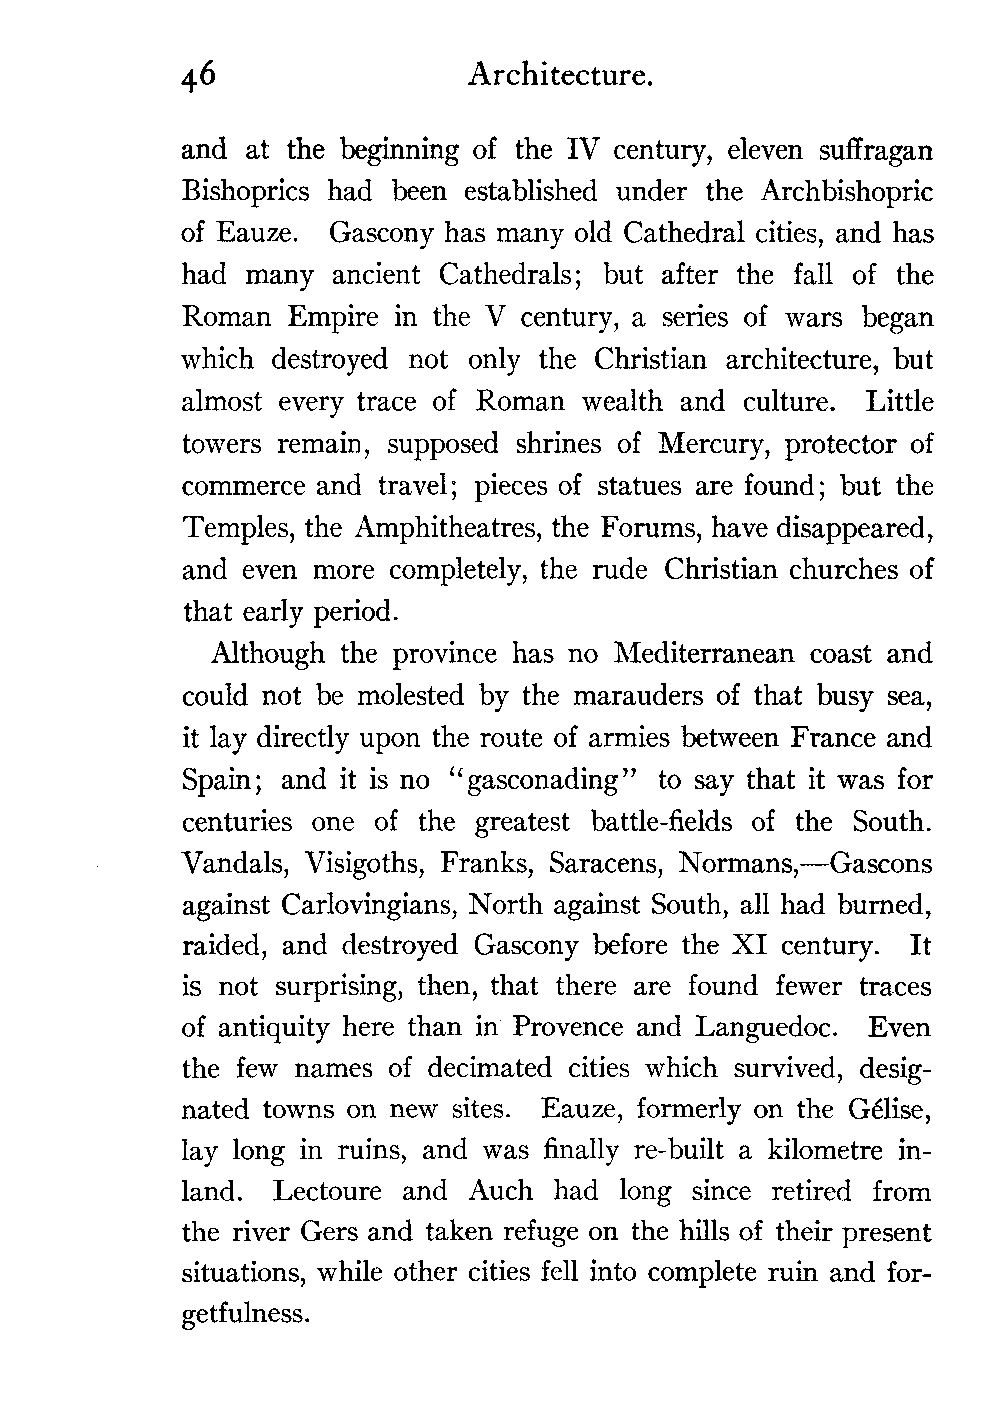 46 Architecture.
and at the beginning of the IV century, eleven suffragan
Bishoprics had been established under the Archbishopric
of Eauze. Gascony has many old Cathedral cities, and has
had many ancient Cathedrals; but after the fall of the
Roman Empire in the V century, a series of wars began
which destroyed not only the Christian architecture, but
almost every trace of Roman wealth and culture. Little
towers remain, supposed shrines of Mercury, protector of
commerce and travel; pieces of statues are found; but the
Temples, the Amphitheatres, the Forums, have disappeared,
and even more completely, the rude Christian churches of
that early period.
Although the province has no Mediterranean coast and
could not be molested by the marauders of that busy sea,
it lay directly upon the route of armies between France and
Spain; and it is no “gasconading” to say that it was for
centuries one of the greatest battle-fields of the South.
Vandals, Visigoths, Franks, Saracens, Normans,—Gascons
against Carlovingians, North against South, all had burned,
raided, and destroyed Gascony before the XI century. It
is not surprising, then, that there are found fewer traces
of antiquity here than in Provence and Languedoc. Even
the few names of decimated cities which survived, desig-
nated towns on new sites. Eauze, formerly on the Gélise,
lay long in ruins, and was finally re-built a kilometre in-
land. Lectoure and Auch had long since retired from
the river Gers and taken refuge on the hills of their present
situations, while other cities fell into complete ruin and for-
getfulness.